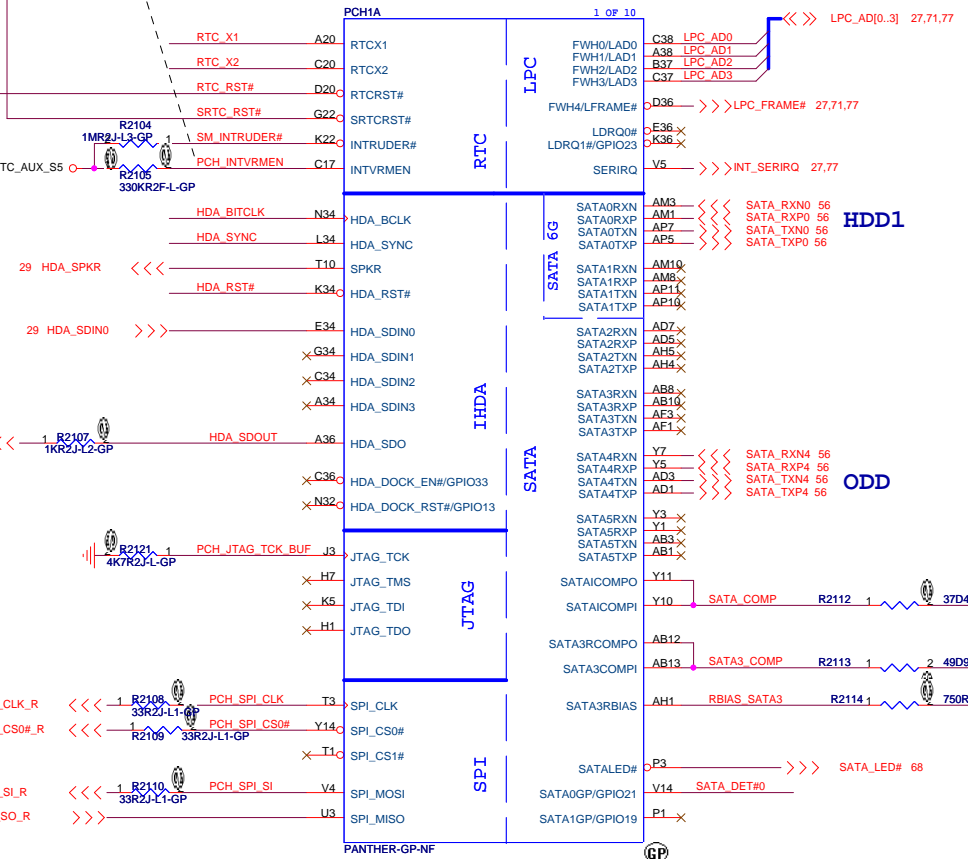 PCH1A 1 OF 10
LPC_AD[0..3] 27,71,77
RTC_X1 A20 RTCX1 FWH0/LAD0 C38 LPC_AD0
FWH1/LAD1 A38 LPC_AD1
RTC_X2 C20 RTCX2 FWH2/LAD2 B37 LPC_AD2
FWH3/LAD3 C37 LPC_AD3
LPC
RTC_RST# D20 RTCRST#
FWH4/LFRAME# D36 LPC_FRAME# 27,71,77
SRTC_RST# G22 SRTCRST#
R2104
1MR2J-L3-GP
LDRQ0# E36
1 SM_INTRUDER# K22 INTRUDER# LDRQ1#/GPIO23 K36
RTC
TC_AUX_S5 PCH_INTVRMEN C17 INTVRMEN SERIRQ V5 INT_SERIRQ 27,77
R2105
330KR2F-L-GP
SATA0RXN AM3 SATA_RXN0 56
HDA_BITCLK N34 HDA_BCLK SATA0RXP AM1 SATA_RXP0 56
HDD1
SATA0TXN AP7 SATA_TXN0 56
HDA_SYNC L34 HDA_SYNC SATA0TXP AP5 SATA_TXP0 56
SATA 6G
29 HDA_SPKR T10 SPKR SATA1RXN AM10
SATA1RXP AM8
HDA_RST# K34 HDA_RST# SATA1TXN AP11
SATA1TXP AP10
29 HDA_SDIN0 E34 HDA_SDIN0 SATA2RXN AD7
SATA2RXP AD5
G34 HDA_SDIN1 SATA2TXN AH5
SATA2TXP AH4
C34 HDA_SDIN2
SATA3RXN AB8
A34 HDA_SDIN3 SATA3RXP AB10
IHDA
SATA3TXN AF3
SATA3TXP AF1
1 R2107 HDA_SDOUT A36 HDA_SDO
1KR2J-L2-GP
SATA
SATA4RXN Y7 SATA_RXN4 56
SATA4RXP Y5 SATA_RXP4 56
C36 HDA_DOCK_EN#/GPIO33 SATA4TXN AD3 SATA_TXN4 56
ODD
SATA4TXP AD1 SATA_TXP4 56
N32 HDA_DOCK_RST#/GPIO13
SATA5RXN Y3
SATA5RXP Y1
SATA5TXN AB3
R2121 1 PCH_JTAG_TCK_BUF J3 JTAG_TCK SATA5TXP AB1
4K7R2J-L-GP
H7 JTAG_TMS SATAICOMPO Y11
JTAG
K5 JTAG_TDI SATAICOMPI Y10 SATA_COMP R2112 1 37D4
H1 JTAG_TDO
SATA3RCOMPO AB12
SATA3COMPI AB13 SATA3_COMP R2113 1 2 49D9
_CLK_R 1 R2108 PCH_SPI_CLK T3 SPI_CLK SATA3RBIAS AH1 RBIAS_SATA3 R2114 1 750R
33R2J-L1-GP
_CS0#_R 1 PCH_SPI_CS0# Y14 SPI_CS0#
R2109 33R2J-L1-GP
T1 SPI_CS1#
SPI
SATALED# P3 SATA_LED# 68
_SI_R 1 R2110 PCH_SPI_SI V4 SPI_MOSI SATA0GP/GPIO21 V14 SATA_DET#0
33R2J-L1-GP
SO_R U3 SPI_MISO SATA1GP/GPIO19 P1
PANTHER-GP-NF GP